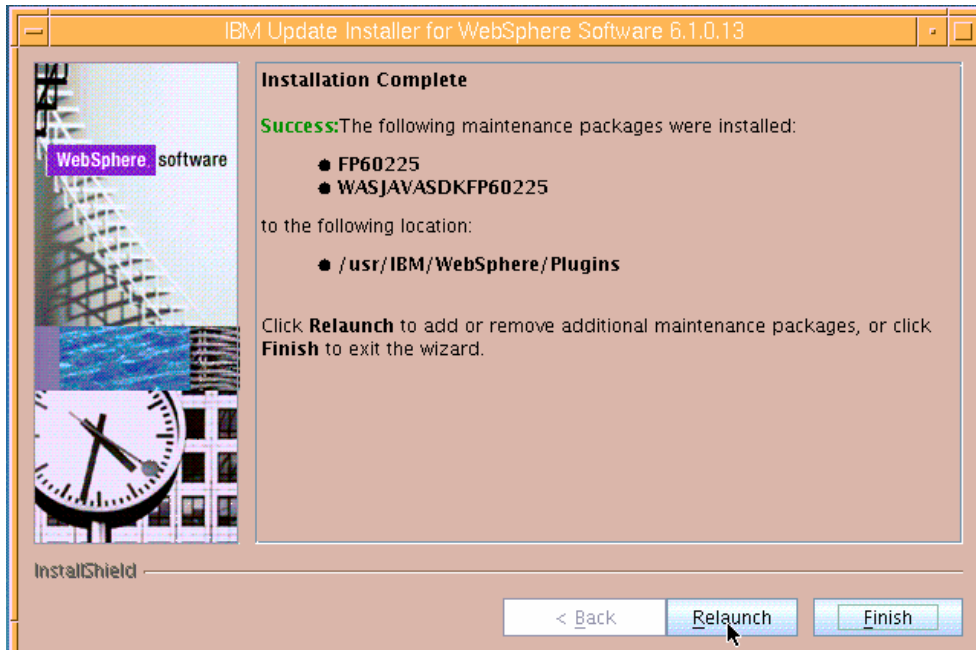 IBM Update Installer for WebSphere Software 6.1.0.13
WebSphere software
Installation Complete
Success:The following maintenance packages were installed:
● FP60225
● WASJAVASDKFP60225
to the following location:
● /usr/IBM/WebSphere/Plugins
Click Relaunch to add or remove additional maintenance packages, or click
Finish to exit the wizard.
InstallShield
< Back Relaunch Finish